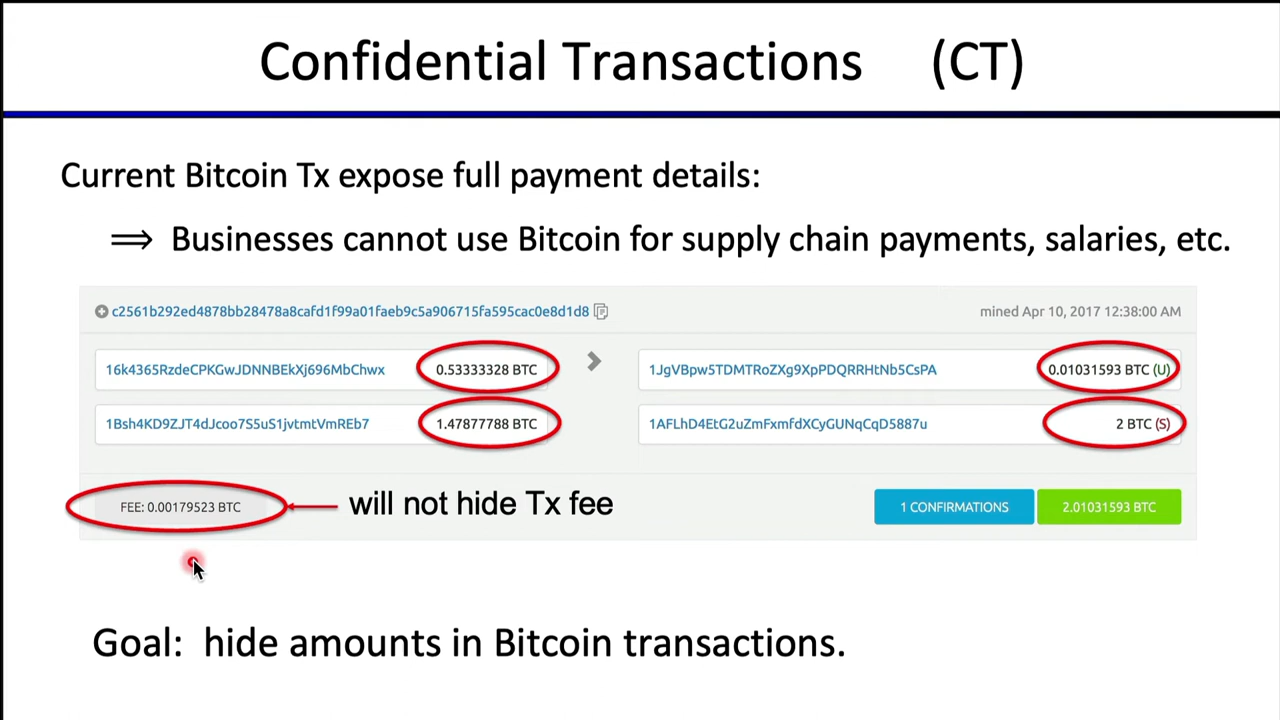 Confidential Transactions (CT)
Current Bitcoin Tx expose full payment details:
⟹ Businesses cannot use Bitcoin for supply chain payments, salaries, etc.
c2561b292ed4878bb28478a8cafd1f99a01faeb9c5a906715fa595cac0e8d1d8 mined Apr 10, 2017 12:38:00 AM
16k4365RzdeCPKGwJDNNBEkXj696MbChwx 0.53333328 BTC 1JgVBpw5TDMTRoZXg9XpPDQRRHtNb5CsPA 0.01031593 BTC (U)
1Bsh4KD9ZJT4dJcoo7S5uS1jvtmtVmREb7 1.47877788 BTC 1AFLhD4EtG2uZmFxmfdXCyGUNqCqD5887u 2 BTC (S)
FEE: 0.00179523 BTC will not hide Tx fee 1 CONFIRMATIONS 2.01031593 BTC
Goal: hide amounts in Bitcoin transactions.